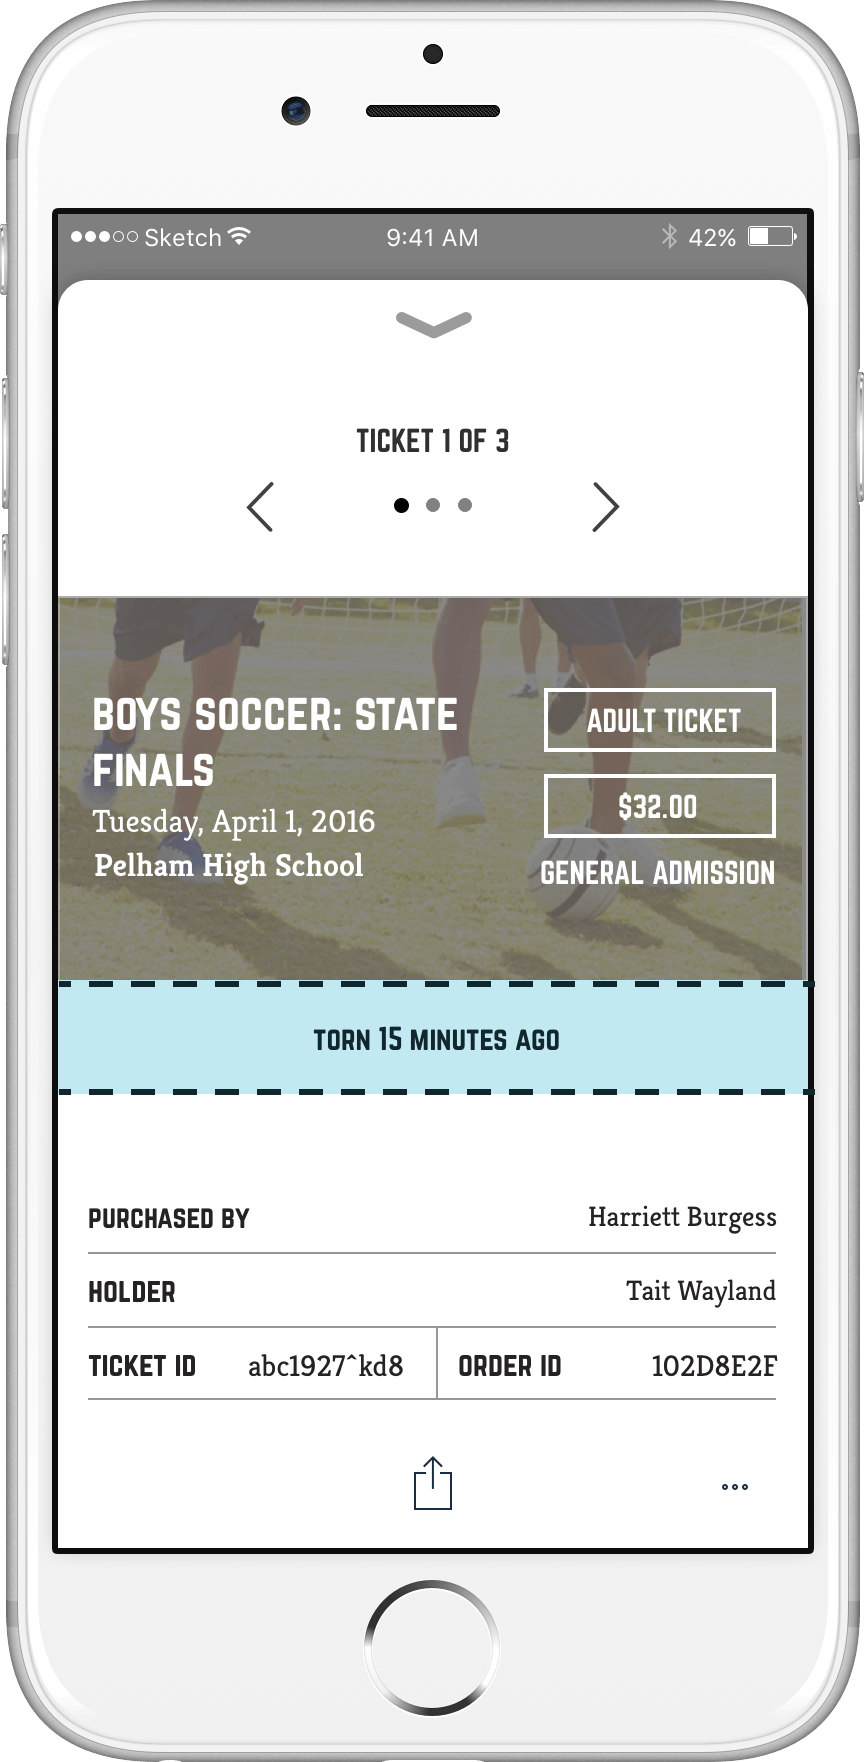 Sketch 9:41 AM 42%
TICKET 1 OF 3
BOYS SOCCER: STATE
FINALS
Tuesday, April 1, 2016
Pelham High School
ADULT TICKET
$32.00
GENERAL ADMISSION
TORN 15 MINUTES AGO
PURCHASED BY Harriett Burgess
HOLDER Tait Wayland
TICKET ID abc1927^kd8 ORDER ID 102D8E2F